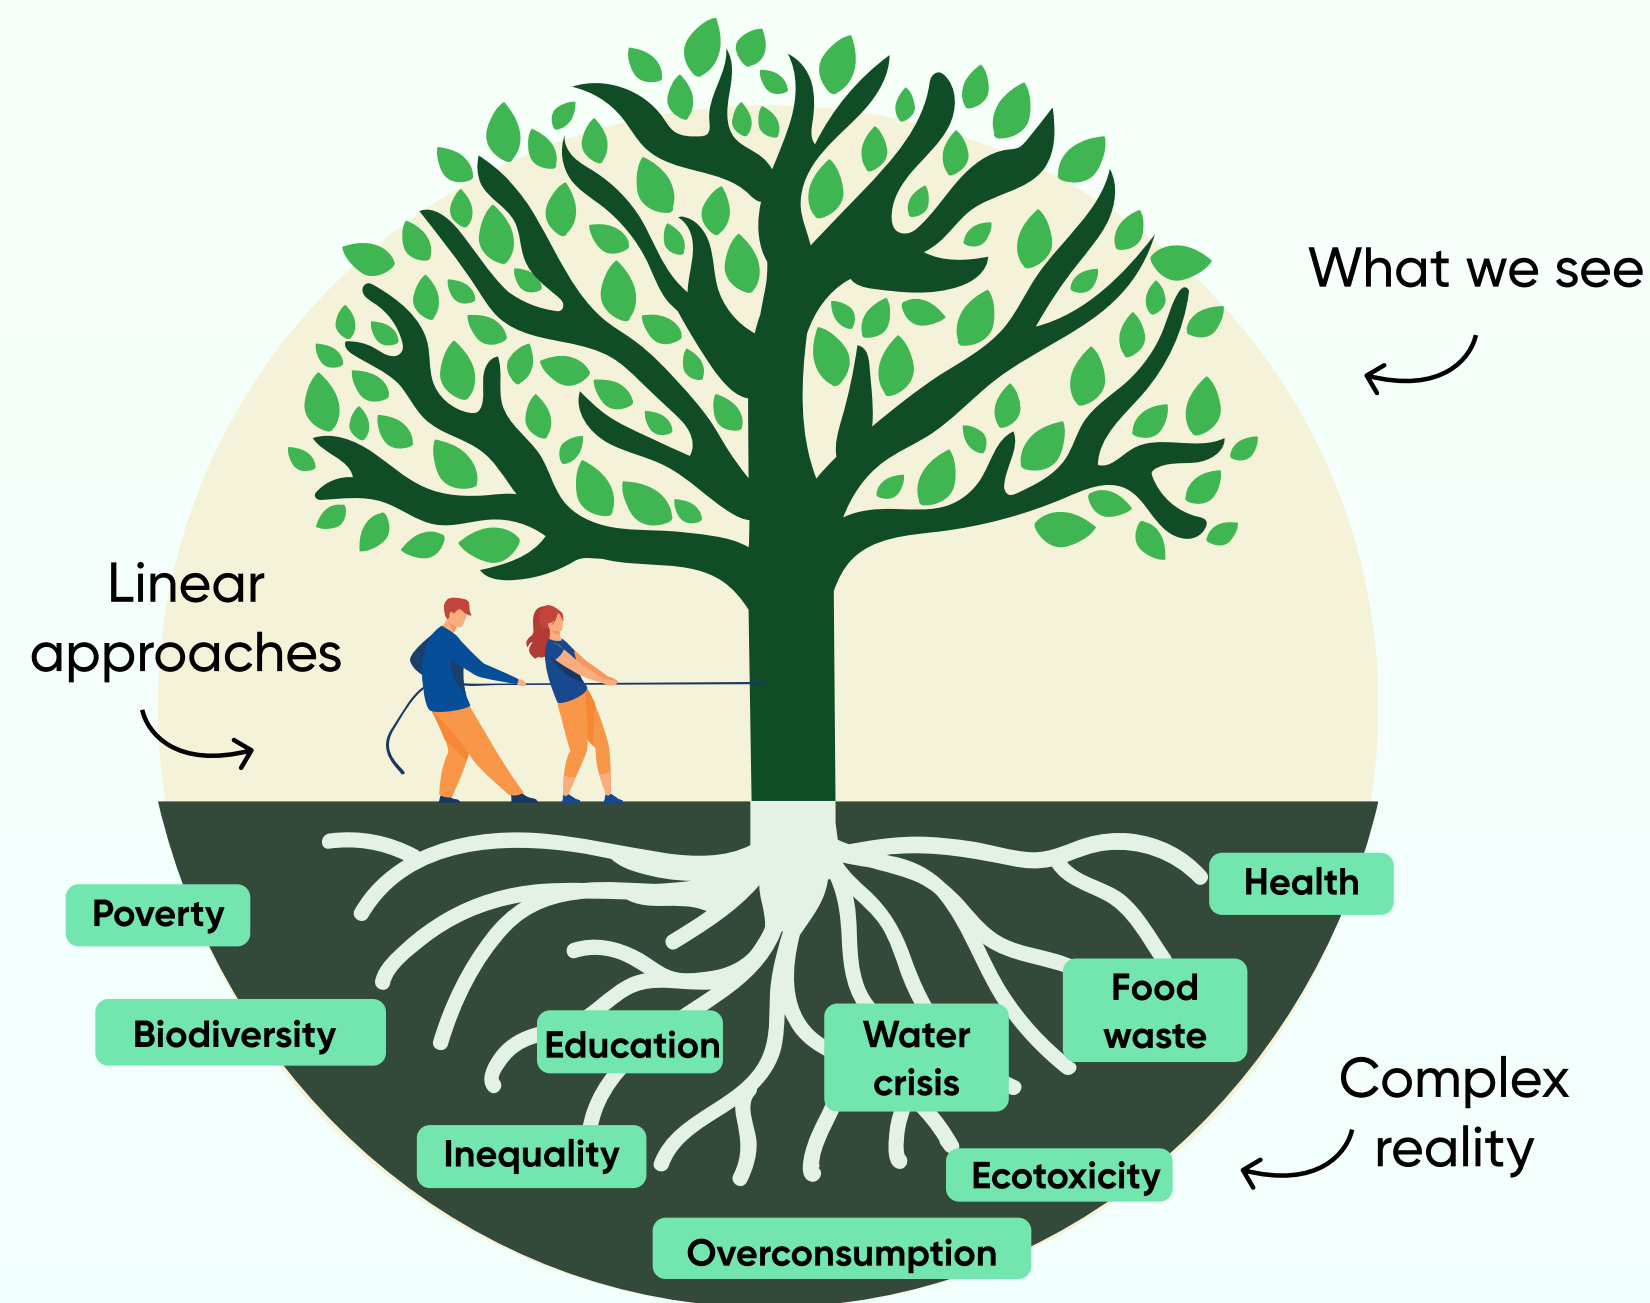 What we see
Linear
approaches
Health
Poverty
Food
waste
Biodiversity
Education
Water
crisis
Complex
reality
Inequality
Ecotoxicity
Overconsumption